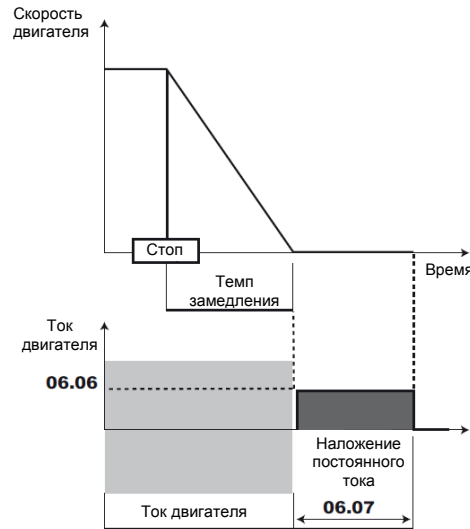 Скорость
двигателя
Стоп
Время
Темп
замедления
Ток
двигателя
06.06
Наложение
постоянного
тока
Ток двигателя
06.07